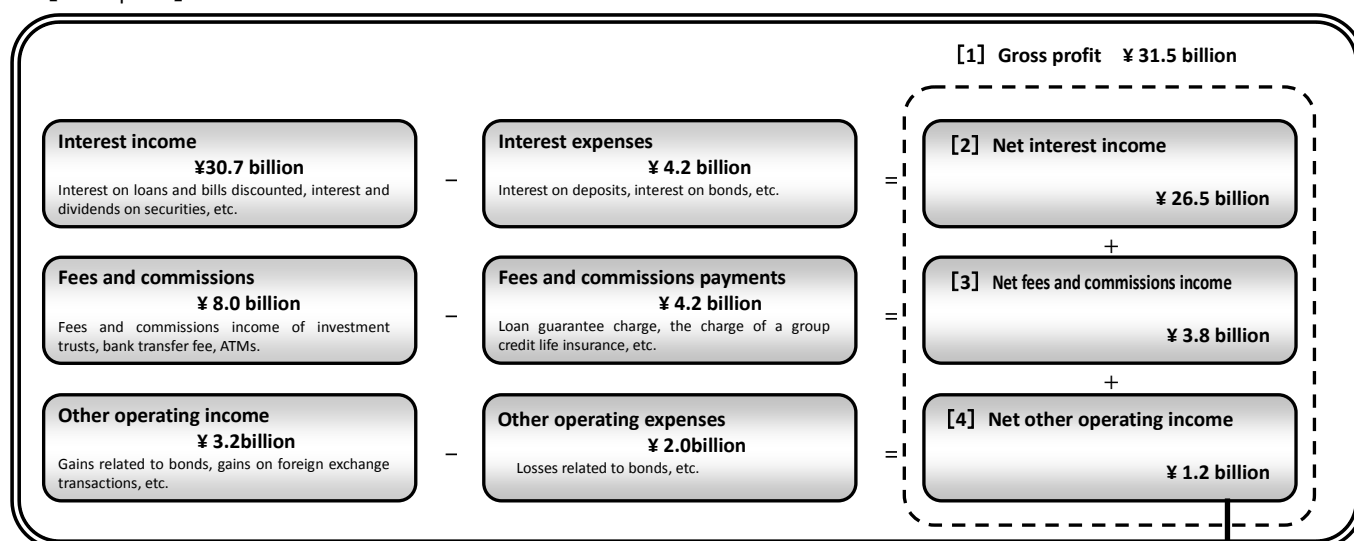 [1] Gross profit ¥ 31.5 billion
Interest income
¥30.7 billion
Interest on loans and bills discounted, interest and
dividends on securities, etc.
−
Interest expenses
¥ 4.2 billion
Interest on deposits, interest on bonds, etc.
=
[2] Net interest income
¥ 26.5 billion
+
Fees and commissions
¥ 8.0 billion
Fees and commissions income of investment
trusts, bank transfer fee, ATMs.
−
Fees and commissions payments
¥ 4.2 billion
Loan guarantee charge, the charge of a group
credit life insurance, etc.
=
[3] Net fees and commissions income
¥ 3.8 billion
+
Other operating income
¥ 3.2billion
Gains related to bonds, gains on foreign exchange
transactions, etc.
−
Other operating expenses
¥ 2.0billion
Losses related to bonds, etc.
=
[4] Net other operating income
¥ 1.2 billion